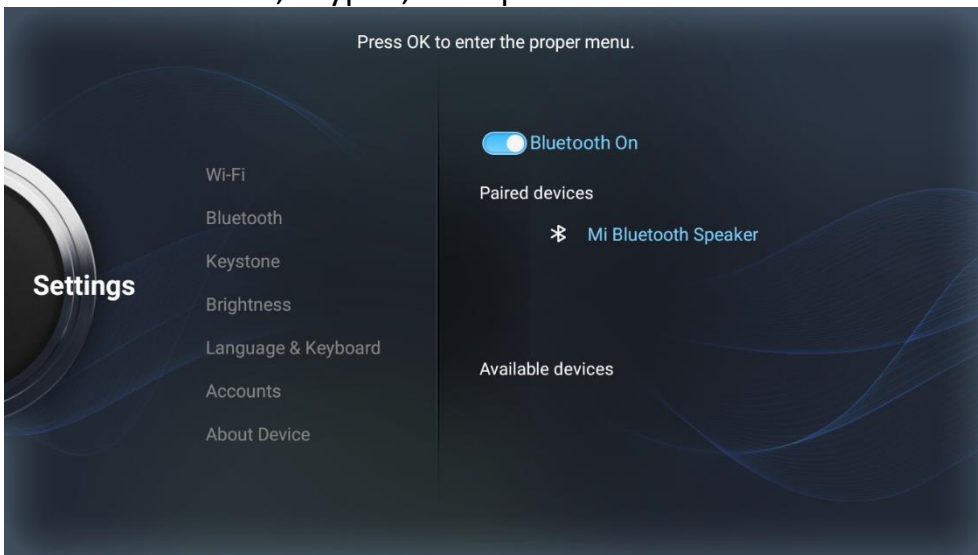 Press OK to enter the proper menu.
Settings
Wi-Fi
Bluetooth
Keystone
Brightness
Language & Keyboard
Accounts
About Device
Bluetooth On
Paired devices
Mi Bluetooth Speaker
Available devices